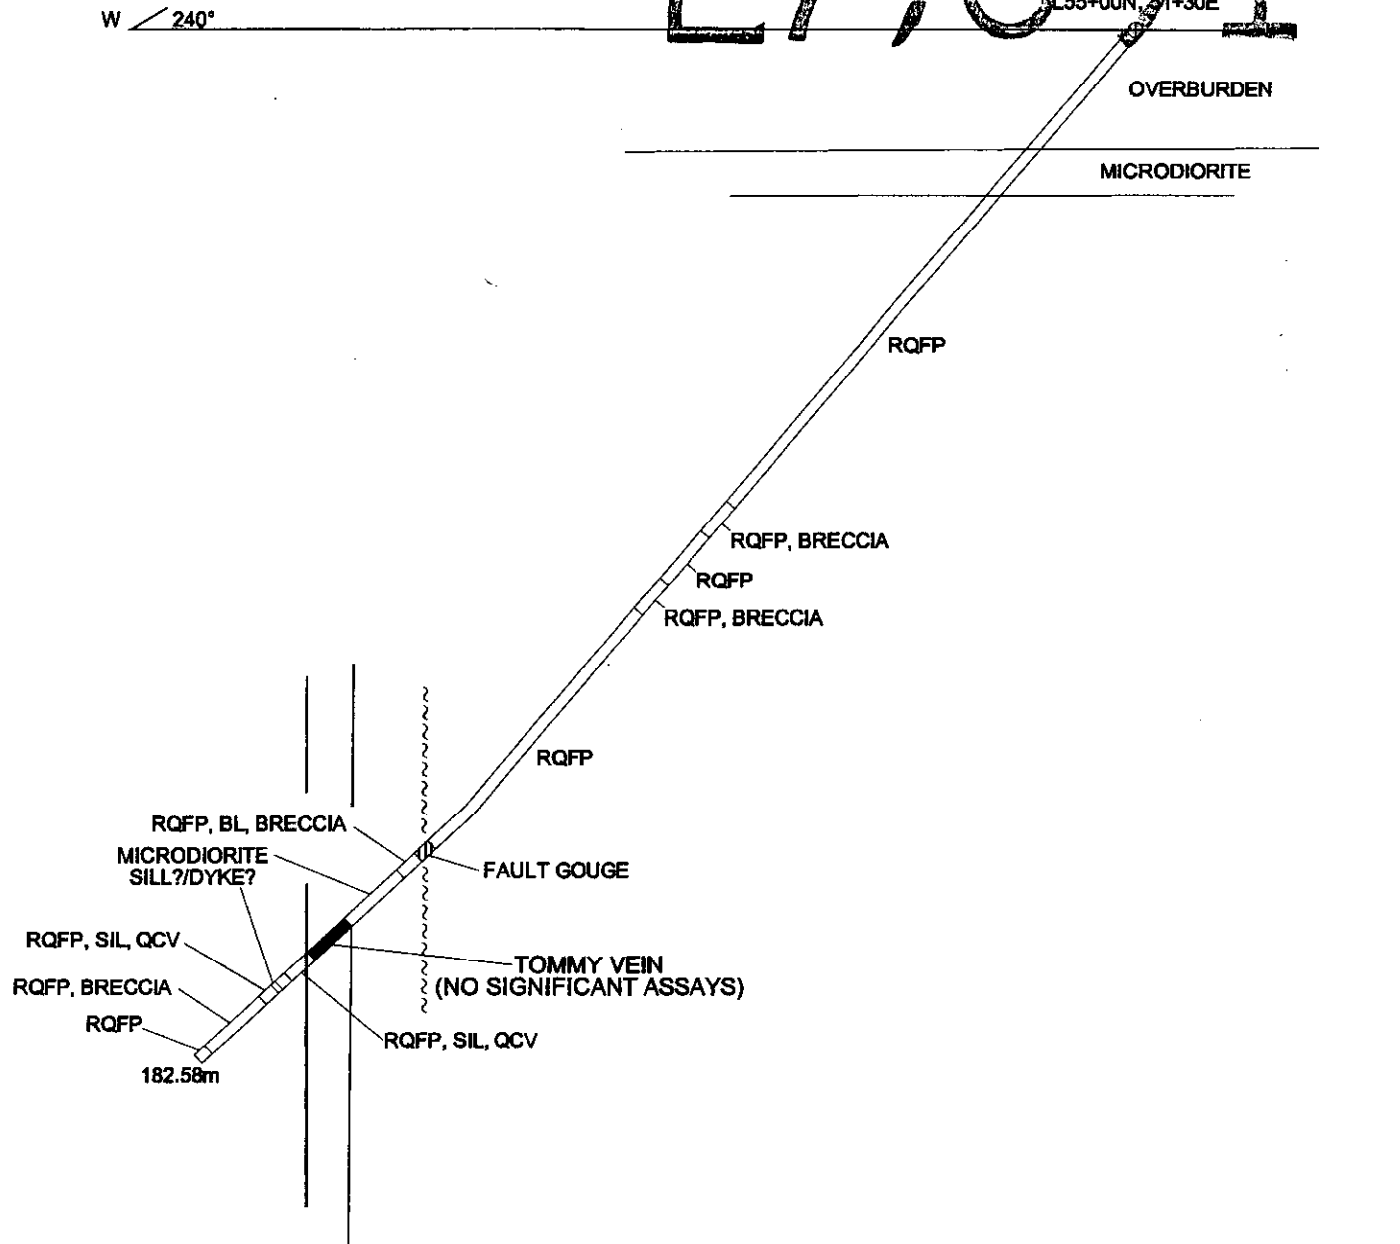 W 240°
OVERBURDEN
MICRODIORITE
RQFP
RQFP, BRECCIA
RQFP
RQFP, BRECCIA
RQFP
RQFP, BL, BRECCIA
MICRODIORITE
SILL?/DYKE?
FAULT GOUGE
RQFP, SIL, QCV
TOMMY VEIN
(NO SIGNIFICANT ASSAYS)
RQFP, BRECCIA
RQFP
RQFP, SIL, QCV
182.58m